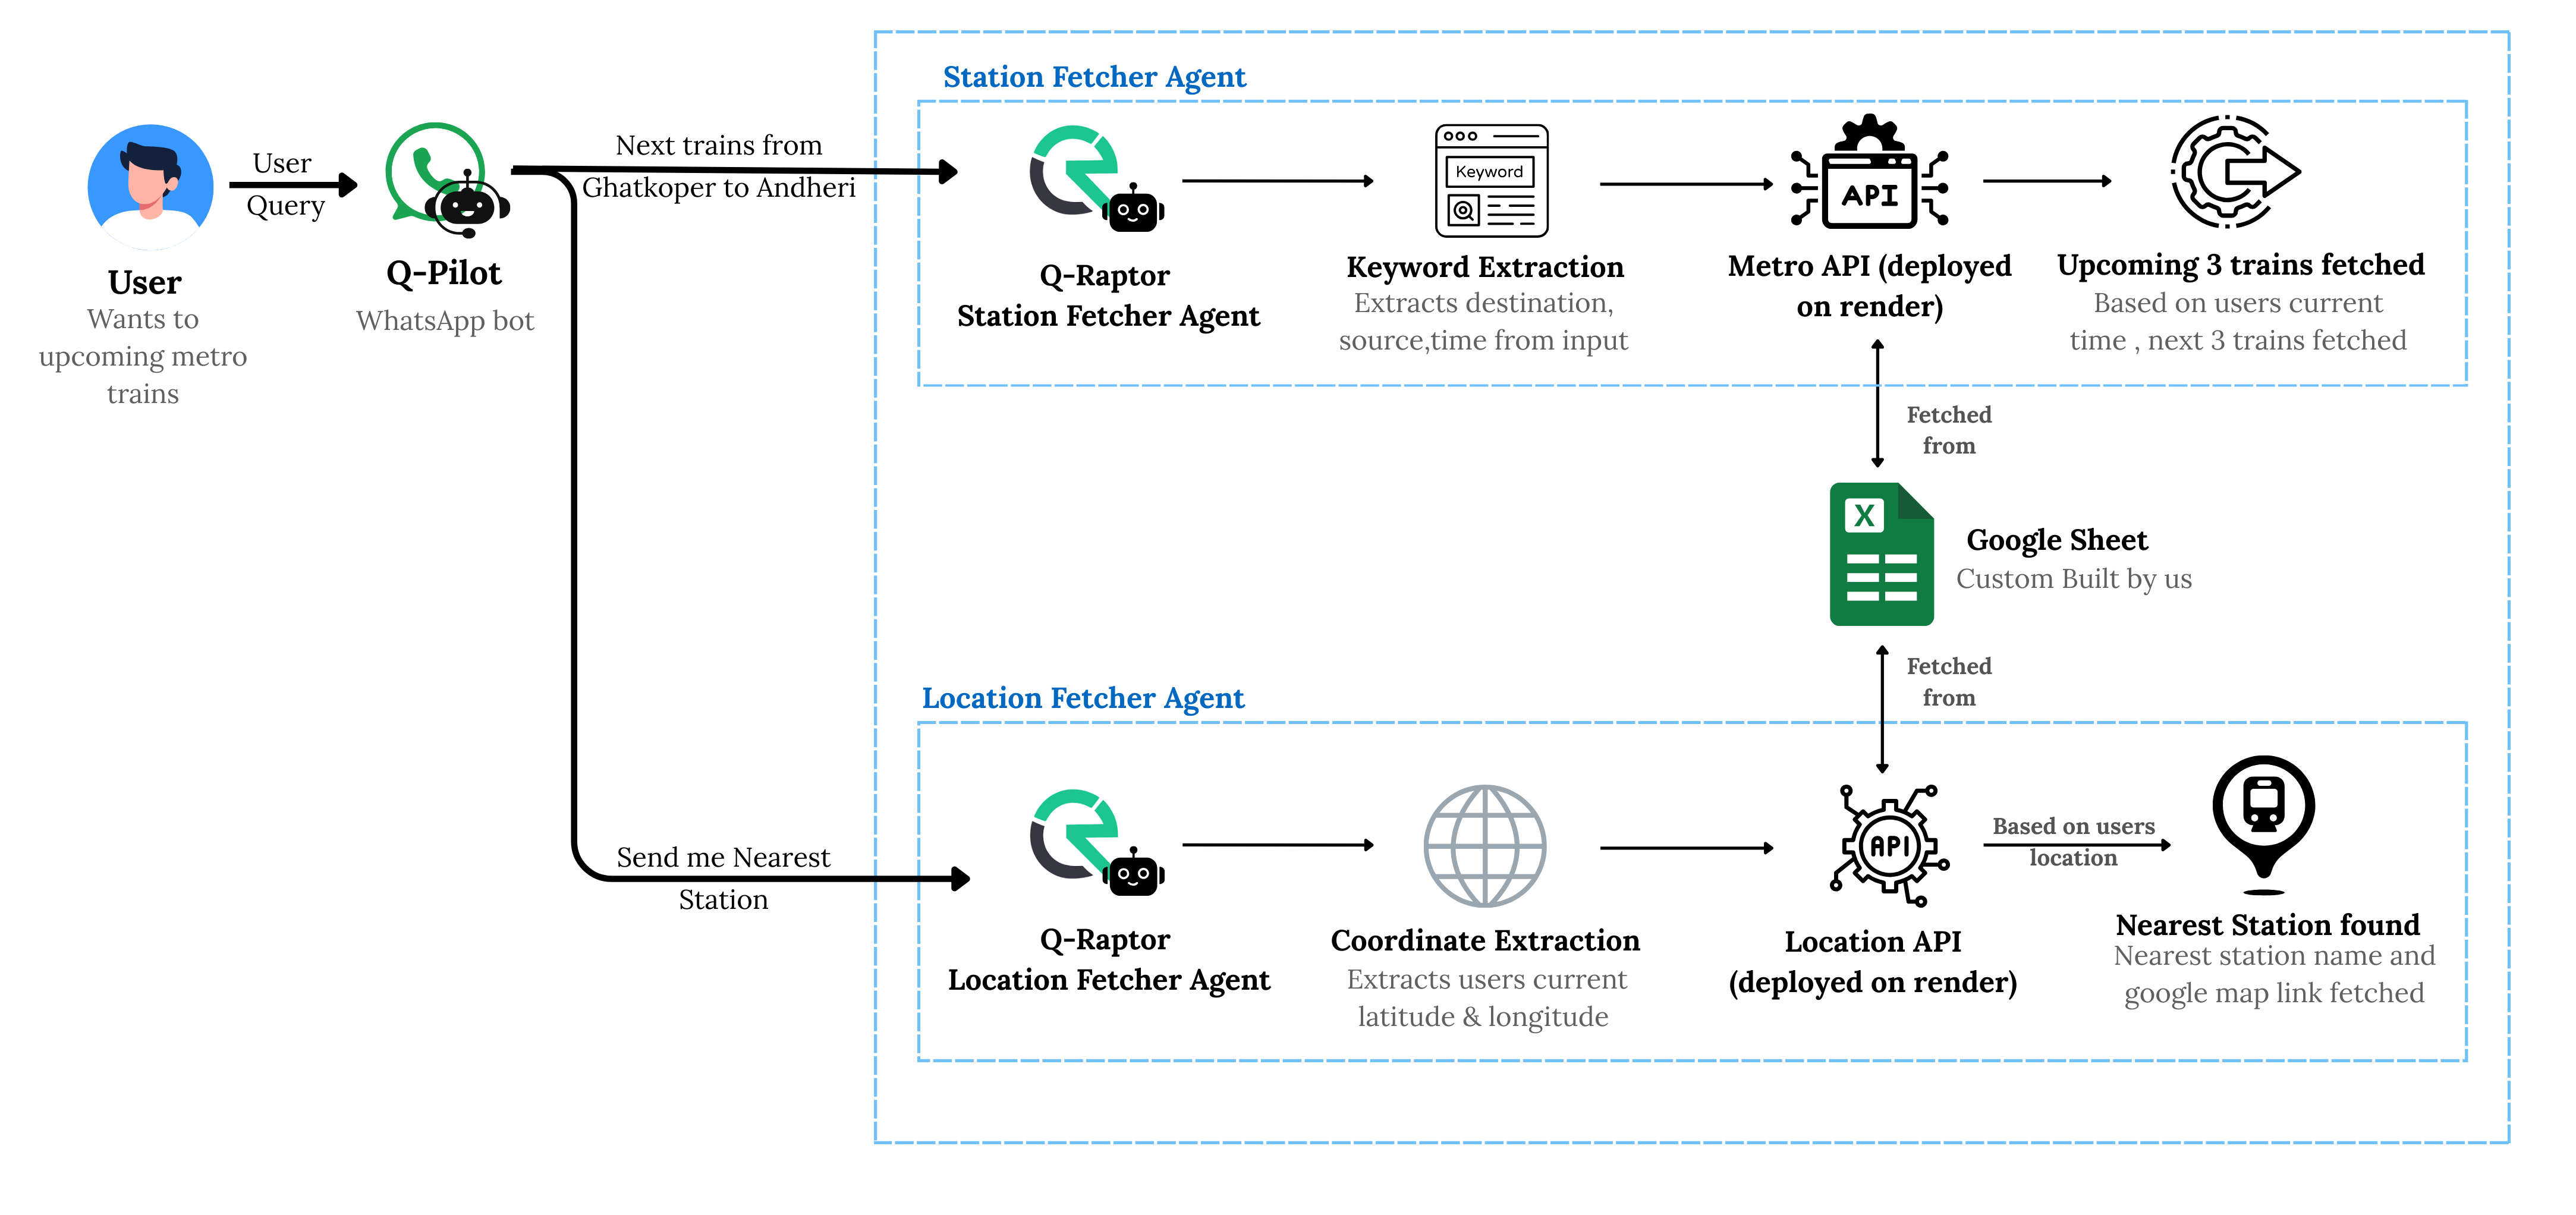 User
Query
User
Wants to
upcoming metro
trains
Q-Pilot
WhatsApp bot
Next trains from
Ghatkoper to Andheri
Send me Nearest
Station
Station Fetcher Agent
Q-Raptor
Station Fetcher Agent
Keyword
Keyword Extraction
Extracts destination,
source,time from input
API
Metro API (deployed
on render)
Upcoming 3 trains fetched
Based on users current
time , next 3 trains fetched
Fetched
from
X
Google Sheet
Custom Built by us
Fetched
from
Location Fetcher Agent
Q-Raptor
Location Fetcher Agent
Coordinate Extraction
Extracts users current
latitude & longitude
API
Location API
(deployed on render)
Based on users
location
Nearest Station found
Nearest station name and
google map link fetched